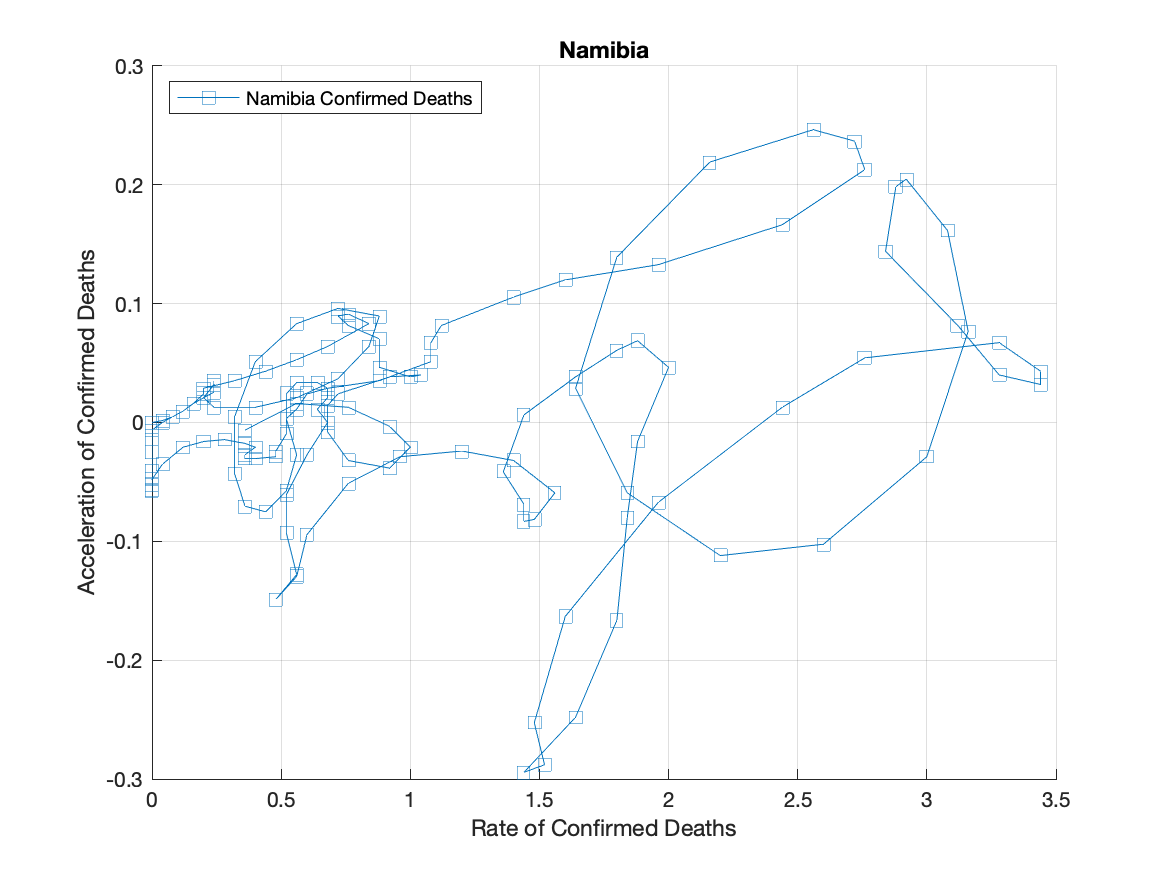 Namibia
Namibia Confirmed Deaths
0.3
0.2
0.1
0
-0.1
-0.2
-0.3
Acceleration of Confirmed Deaths
0 0.5 1 1.5 2 2.5 3 3.5
Rate of Confirmed Deaths